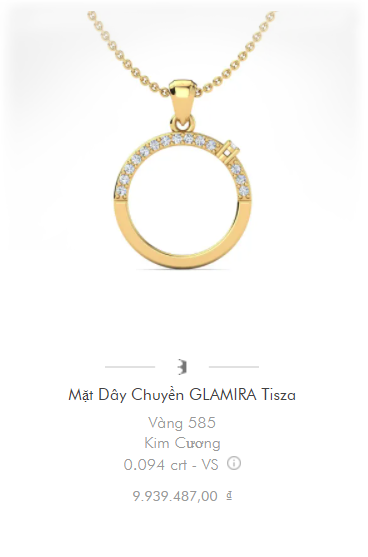 Mặt Dây Chuyền GLAMIRA Tisza
Vàng 585
Kim Cương
0.094 crt - VS
9.939.487,00 ₫